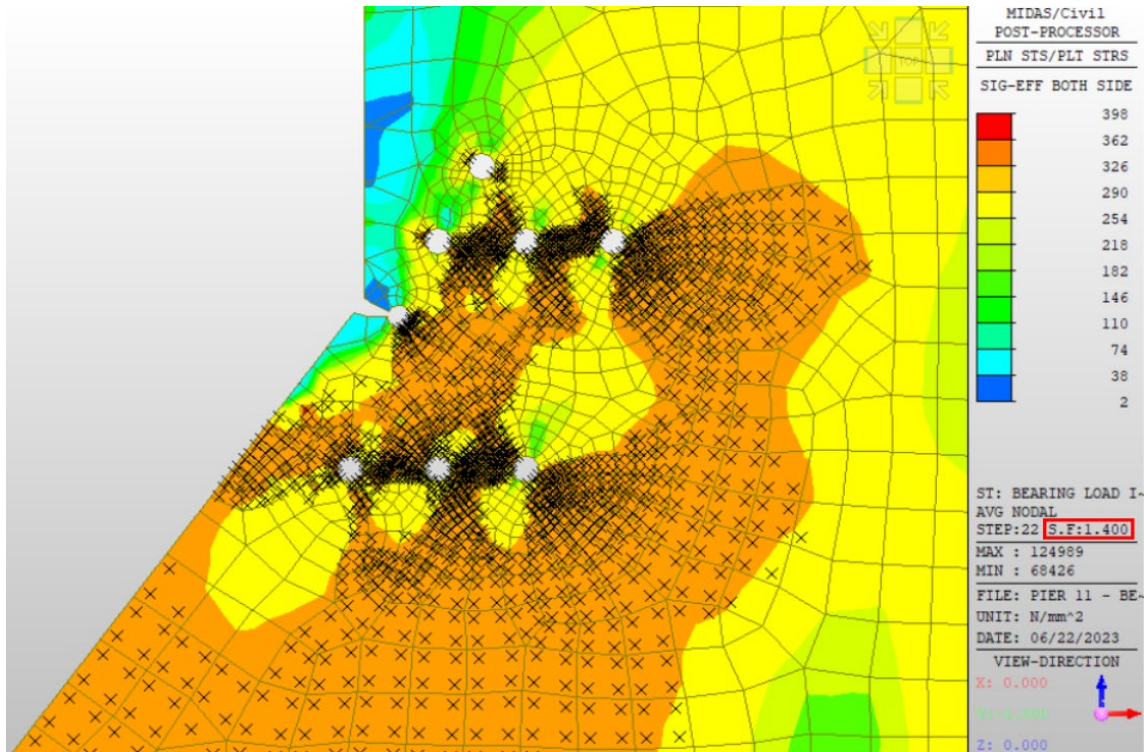 MIDAS/Civil
POST-PROCESSOR
PLN STS/PLT STRS
SIG-EFF BOTH SIDE
398
362
326
290
254
218
182
146
110
74
38
2
ST: BEARING LOAD I~
AVG NODAL
STEP:22 S.F:1.400
MAX : 124989
MIN : 68426
FILE: PIER 11 - BE~
UNIT: N/mm^2
DATE: 06/22/2023
VIEW-DIRECTION
X: 0.000
Z: 0.000
TOP